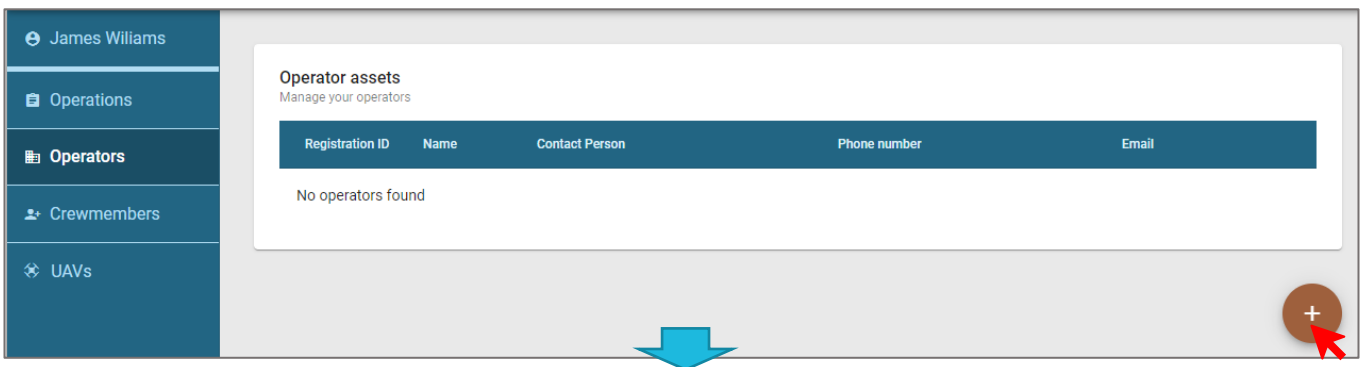 James Wiliams
Operations
Operators
Crewmembers
UAVs
Operator assets
Manage your operators
Registration ID Name Contact Person Phone number Email
No operators found
+